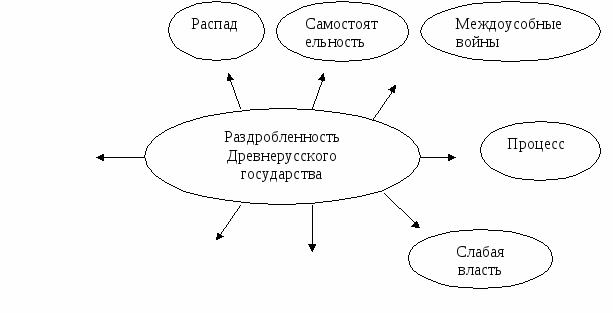 Распад
Самостоят
ельность
Междоусобные
войны
Раздробленность
Древнерусского
государства
Процесс
Слабая
власть